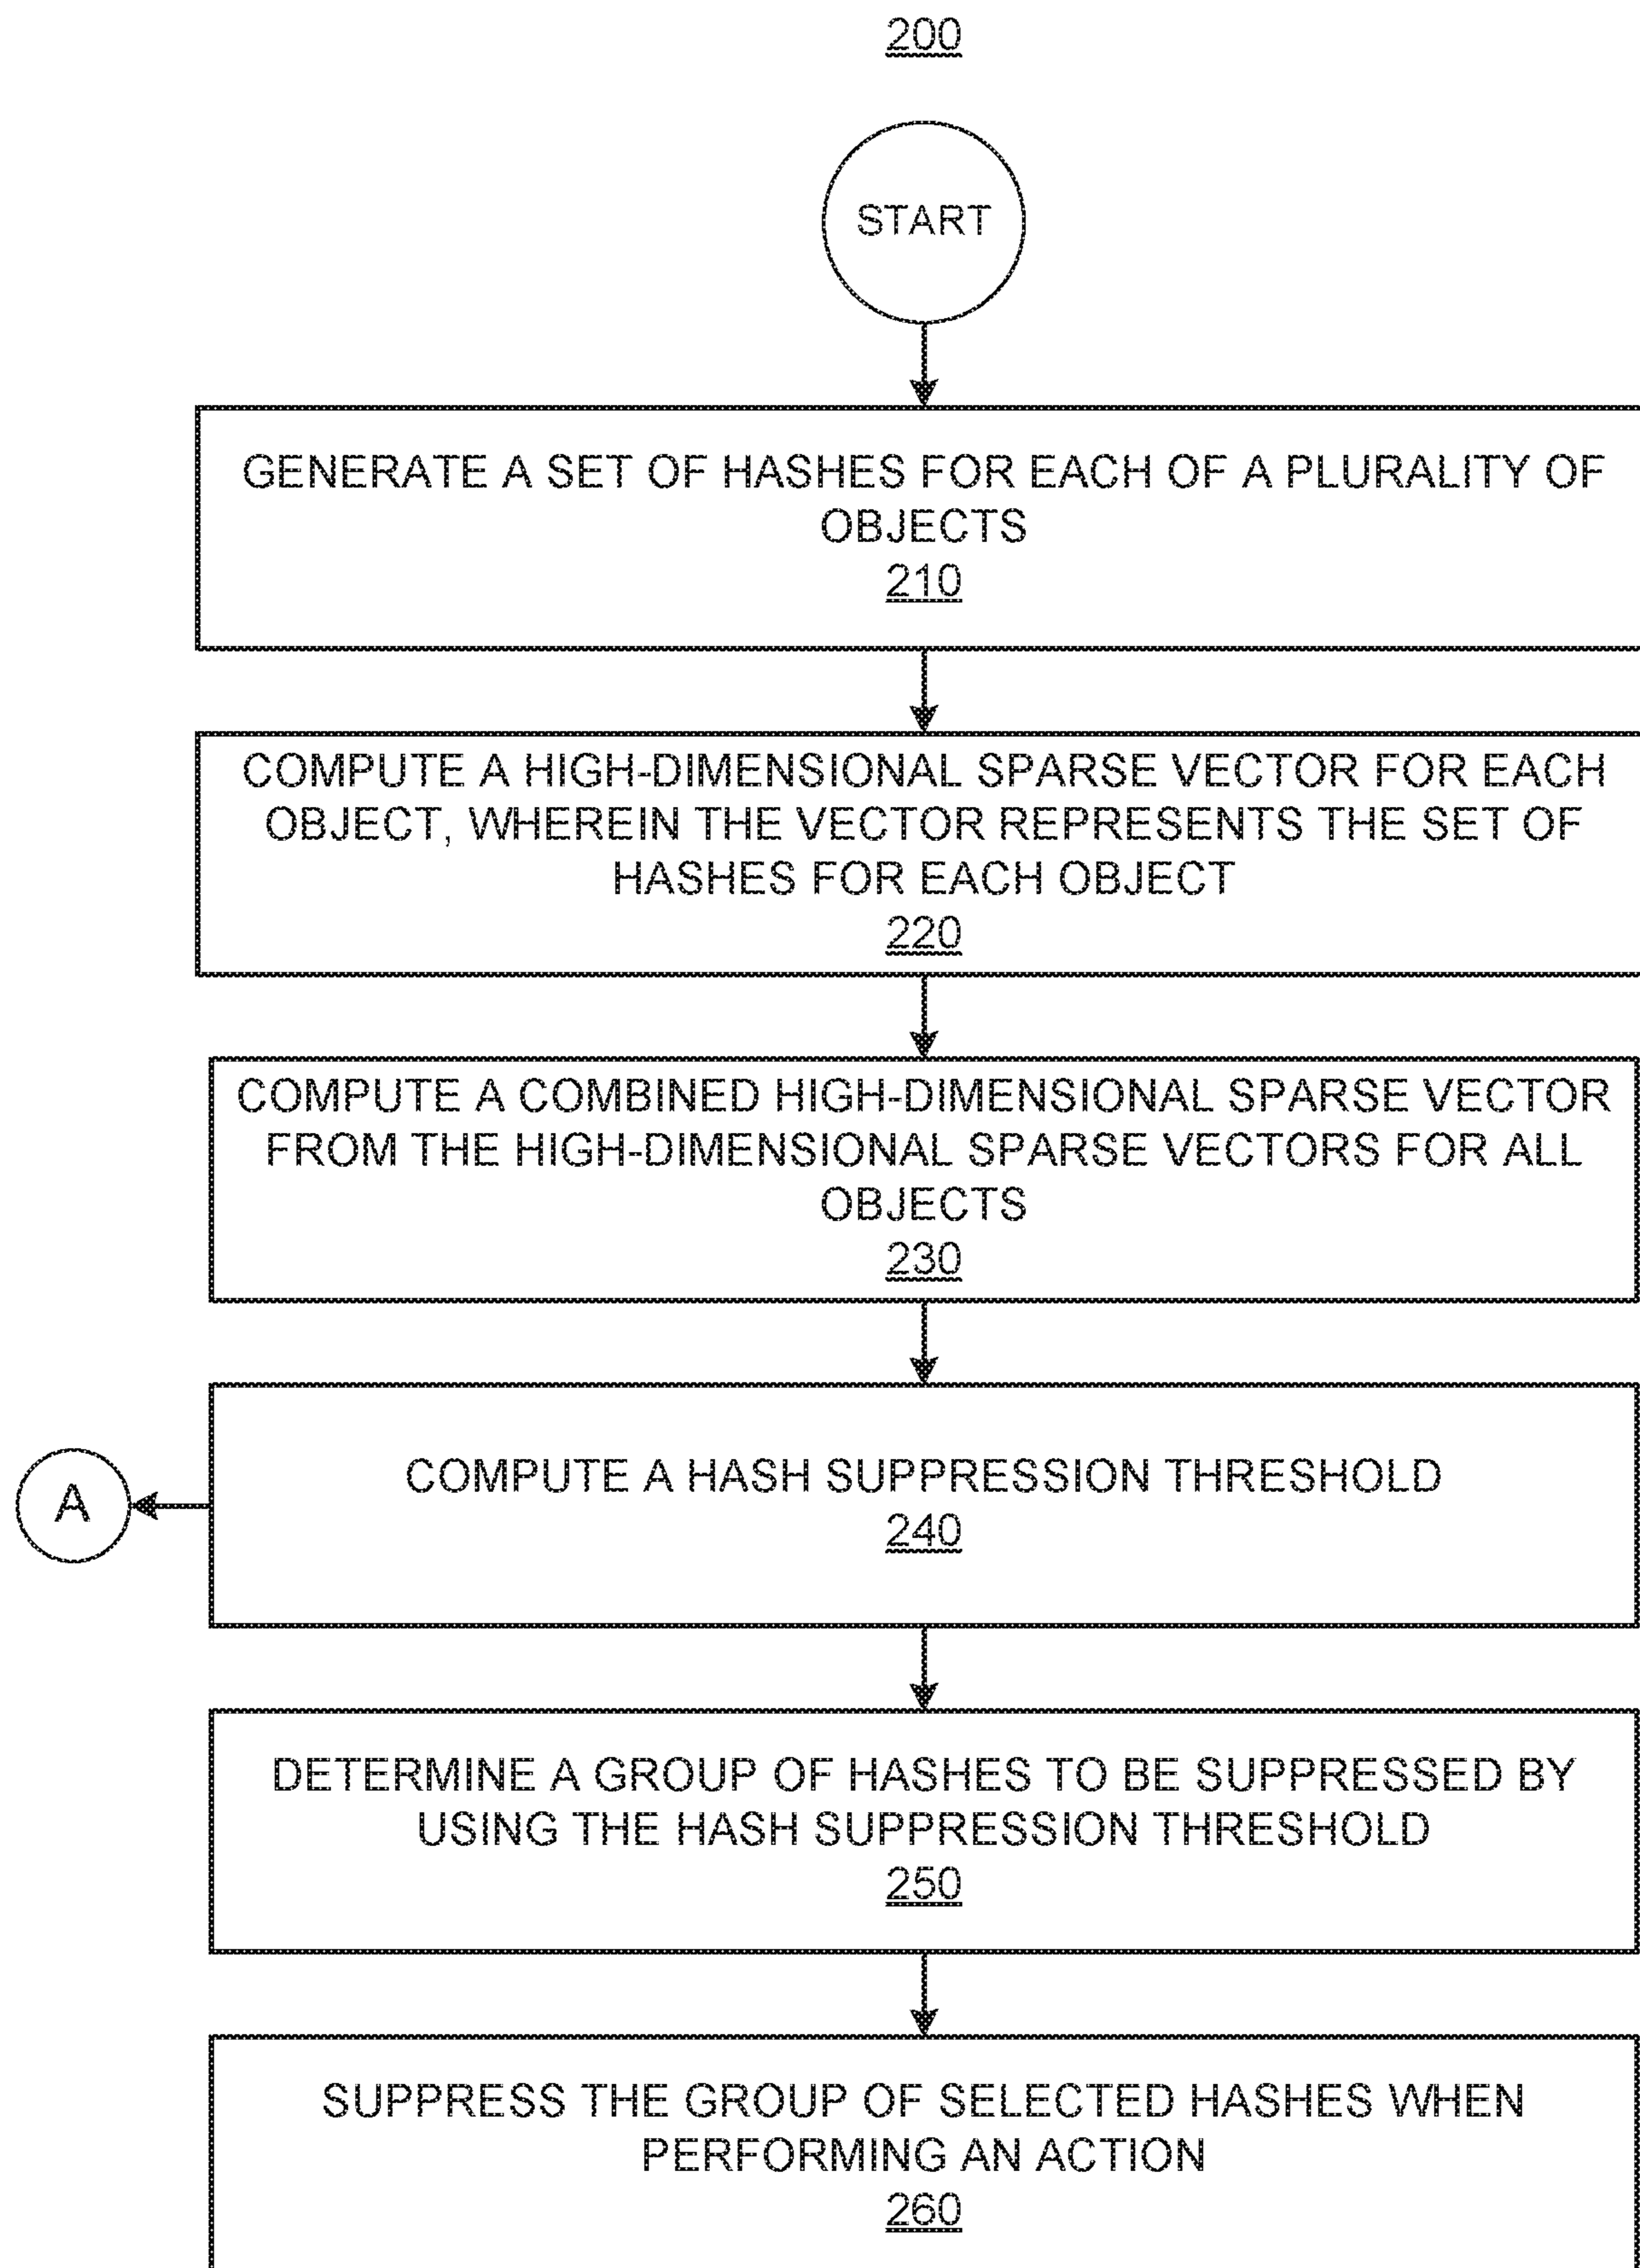 200
START
GENERATE A SET OF HASHES FOR EACH OF A PLURALITY OF
OBJECTS
210
COMPUTE A HIGH-DIMENSIONAL SPARSE VECTOR FOR EACH
OBJECT, WHEREIN THE VECTOR REPRESENTS THE SET OF
HASHES FOR EACH OBJECT
220
COMPUTE A COMBINED HIGH-DIMENSIONAL SPARSE VECTOR
FROM THE HIGH-DIMENSIONAL SPARSE VECTORS FOR ALL
OBJECTS
230
COMPUTE A HASH SUPPRESSION THRESHOLD
240
A
DETERMINE A GROUP OF HASHES TO BE SUPPRESSED BY
USING THE HASH SUPPRESSION THRESHOLD
250
SUPPRESS THE GROUP OF SELECTED HASHES WHEN
PERFORMING AN ACTION
260